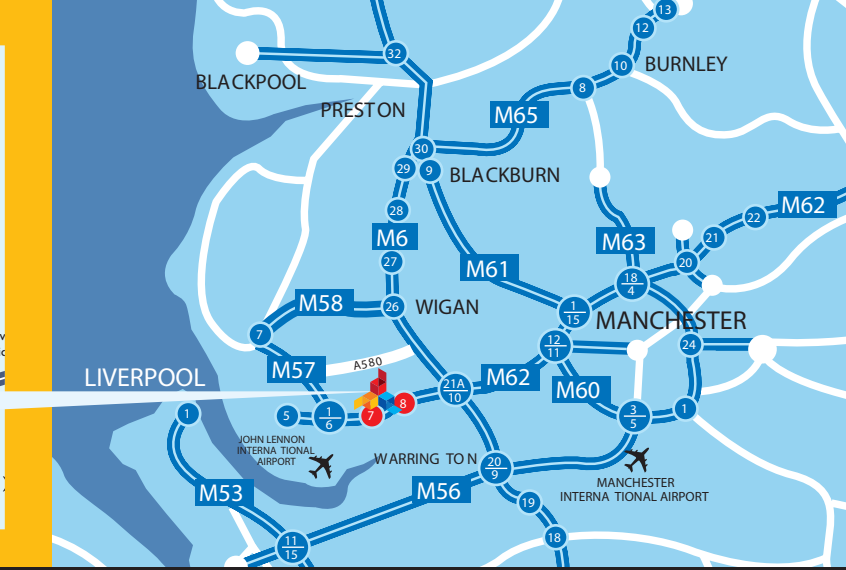 13
12
32
10
BURNLEY
BLACKPOOL
8
PRESTON
M65
30
29
9
BLACKBURN
28
M62
22
M6
M63
21
27
M61
20
18
4
M58
26
WIGAN
1
15
MANCHESTER
7
12
11
24
A580
M57
LIVERPOOL
21A
10
M62
M60
8
1
5
1
6
7
3
5
1
JOHN LENNON
INTERNA TIONAL
AIRPORT
WARRING TO N
20
9
MANCHESTER
INTERNA TIONAL AIRPORT
M53
M56
19
11
15
18